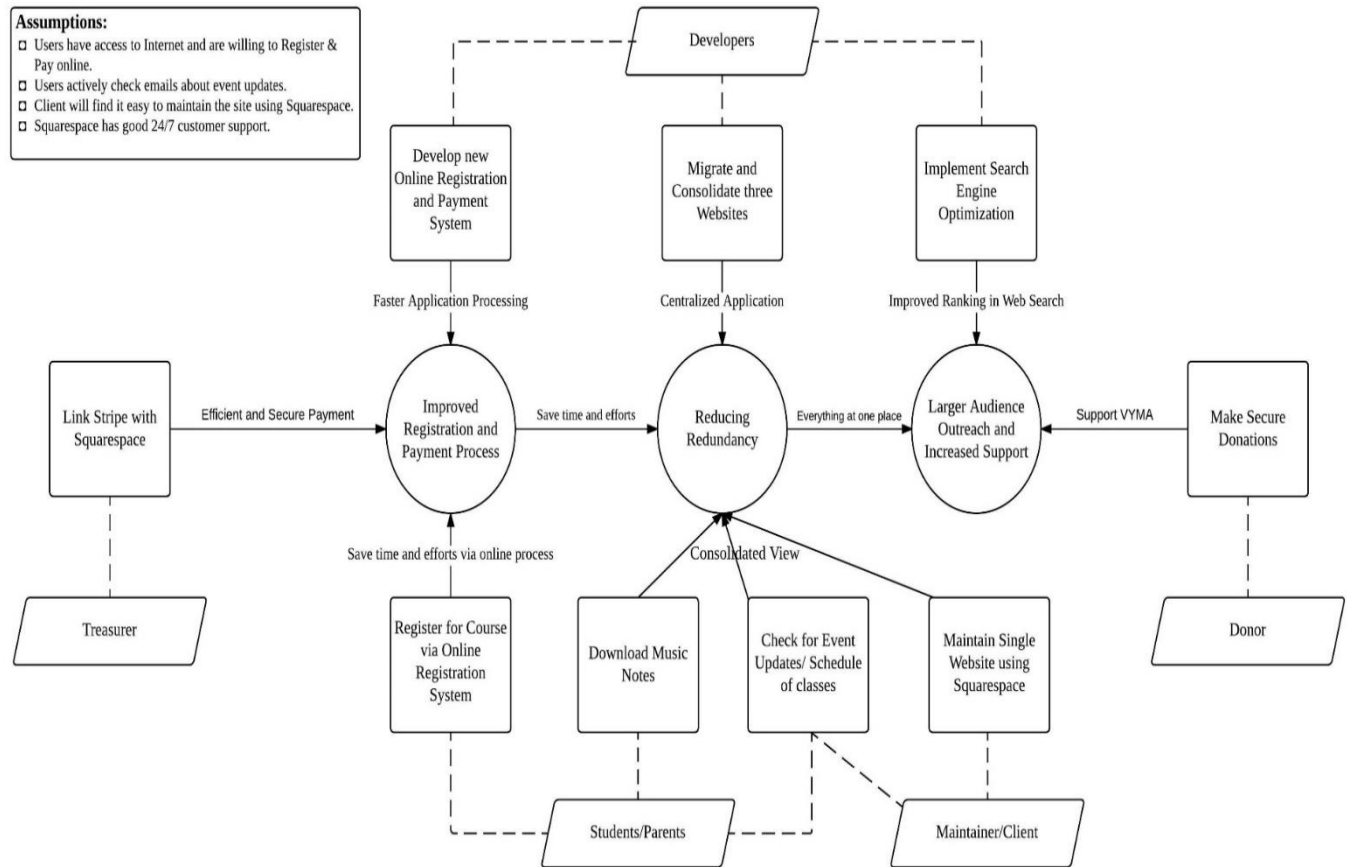 Assumptions:
Users have access to Internet and are willing to Register &
Pay online.
Users actively check emails about event updates.
Client will find it easy to maintain the site using Squarespace.
Squarespace has good 24/7 customer support.
Developers
Develop new
Online Registration
and Payment
System
Migrate and
Consolidate three
Websites
Implement Search
Engine
Optimization
Faster Application Processing
Centralized Application
Improved Ranking in Web Search
Link Stripe with
Squarespace
Efficient and Secure Payment
Improved
Registration and
Payment Process
Save time and efforts
Reducing
Redundancy
Everything at one place
Larger Audience
Outreach and
Increased Support
Support VYMA
Make Secure
Donations
Save time and efforts via online process
Consolidated View
Treasurer
Register for Course
via Online
Registration
System
Download Music
Notes
Check for Event
Updates/ Schedule
of classes
Maintain Single
Website using
Squarespace
Donor
Students/Parents
Maintainer/Client